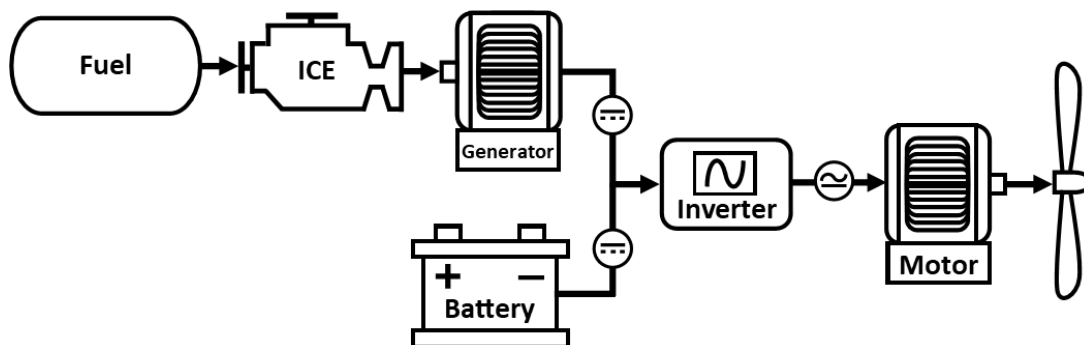 Fuel
ICE
Generator
Inverter
Motor
+ −
Battery